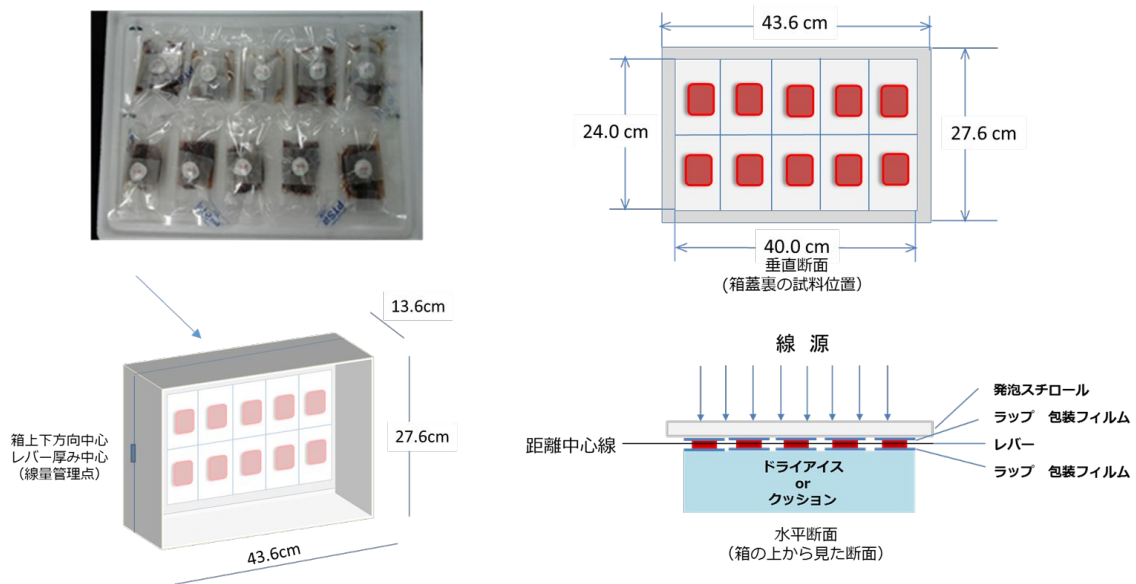 43.6 cm
24.0 cm
27.6 cm
40.0 cm
垂直断面
(箱蓋裏の試料位置）
13.6cm
箱上下方向中心
レバー厚み中心
（線量管理点）
27.6cm
43.6cm
線 源
発泡スチロール
ラップ 包装フィルム
距離中心線
レバー
ラップ 包装フィルム
ドライアイス
or
クッション
水平断面
（箱の上から見た断面）